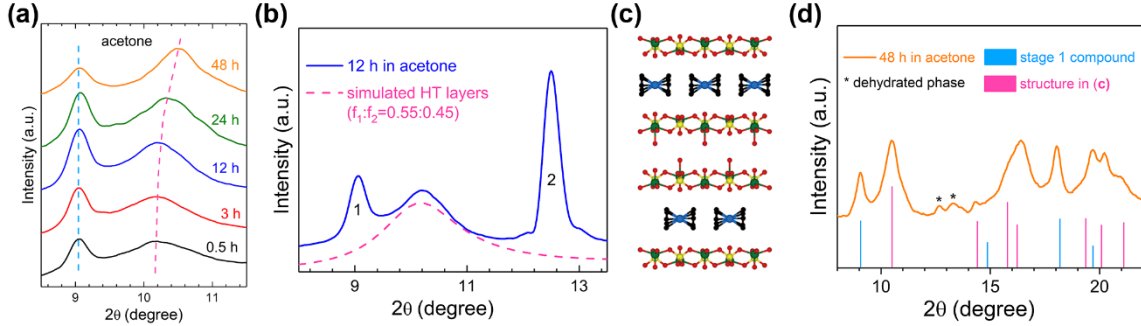 (a)
acetone
48 h
24 h
12 h
3 h
0.5 h
Intensity (a.u.)
9 10 11
2θ (degree)
(b)
12 h in acetone
simulated HT layers
(f₁:f₂=0.55:0.45)
1
2
Intensity (a.u.)
9 11 13
2θ (degree)
(c)
(d)
48 h in acetone
* dehydrated phase
stage 1 compound
structure in (c)
* *
Intensity (a.u.)
10 15 20
2θ (degree)